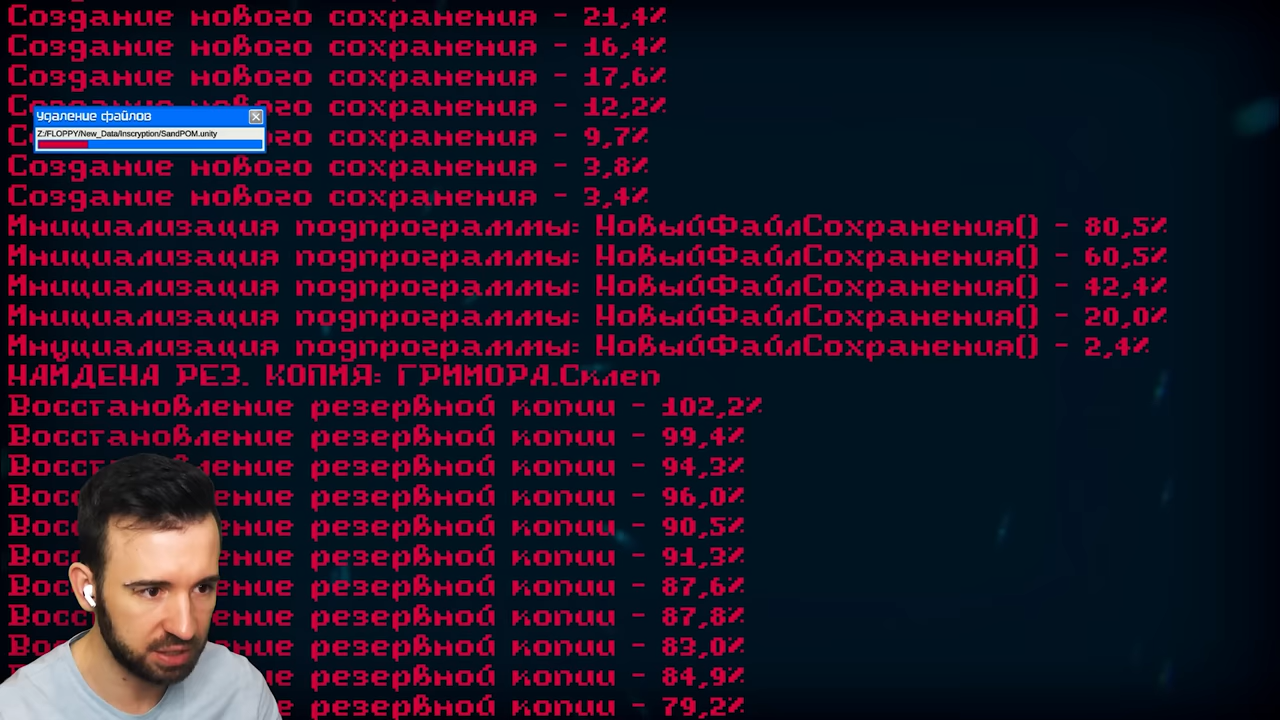 Создание нового сохранения - 21,4%
Создание нового сохранения - 16,4%
Создание нового сохранения - 17,6%
нового сохранения - 12,2%
Удаление файлов
Z:/FLOPPY/New_Data/Inscryption/SandPOM.unity
сохранения - 9,7%
Создание нового сохранения - 3,8%
Создание нового сохранения - 3,4%
Инициализация подпрограммы: НовыйФайлСохранения() - 80,5%
Инициализация подпрограммы: НовыйФайлСохранения() - 60,5%
Инициализация подпрограммы: НовыйФайлСохранения() - 42,4%
Инициализация подпрограммы: НовыйФайлСохранения() - 20,0%
Инициализация подпрограммы: НовыйФайлСохранения() - 2,4%
НАЙДЕНА РЕЗ. КОПИЯ: ГРИМОРА.Склеп
Восстановление резервной копии - 102,2%
Восстановление резервной копии - 99,4%
резервной копии - 94,3%
резервной копии - 96,0%
резервной копии - 90,5%
резервной копии - 91,3%
резервной копии - 87,6%
резервной копии - 87,8%
резервной копии - 83,0%
резервной копии - 84,9%
резервной копии - 79,2%